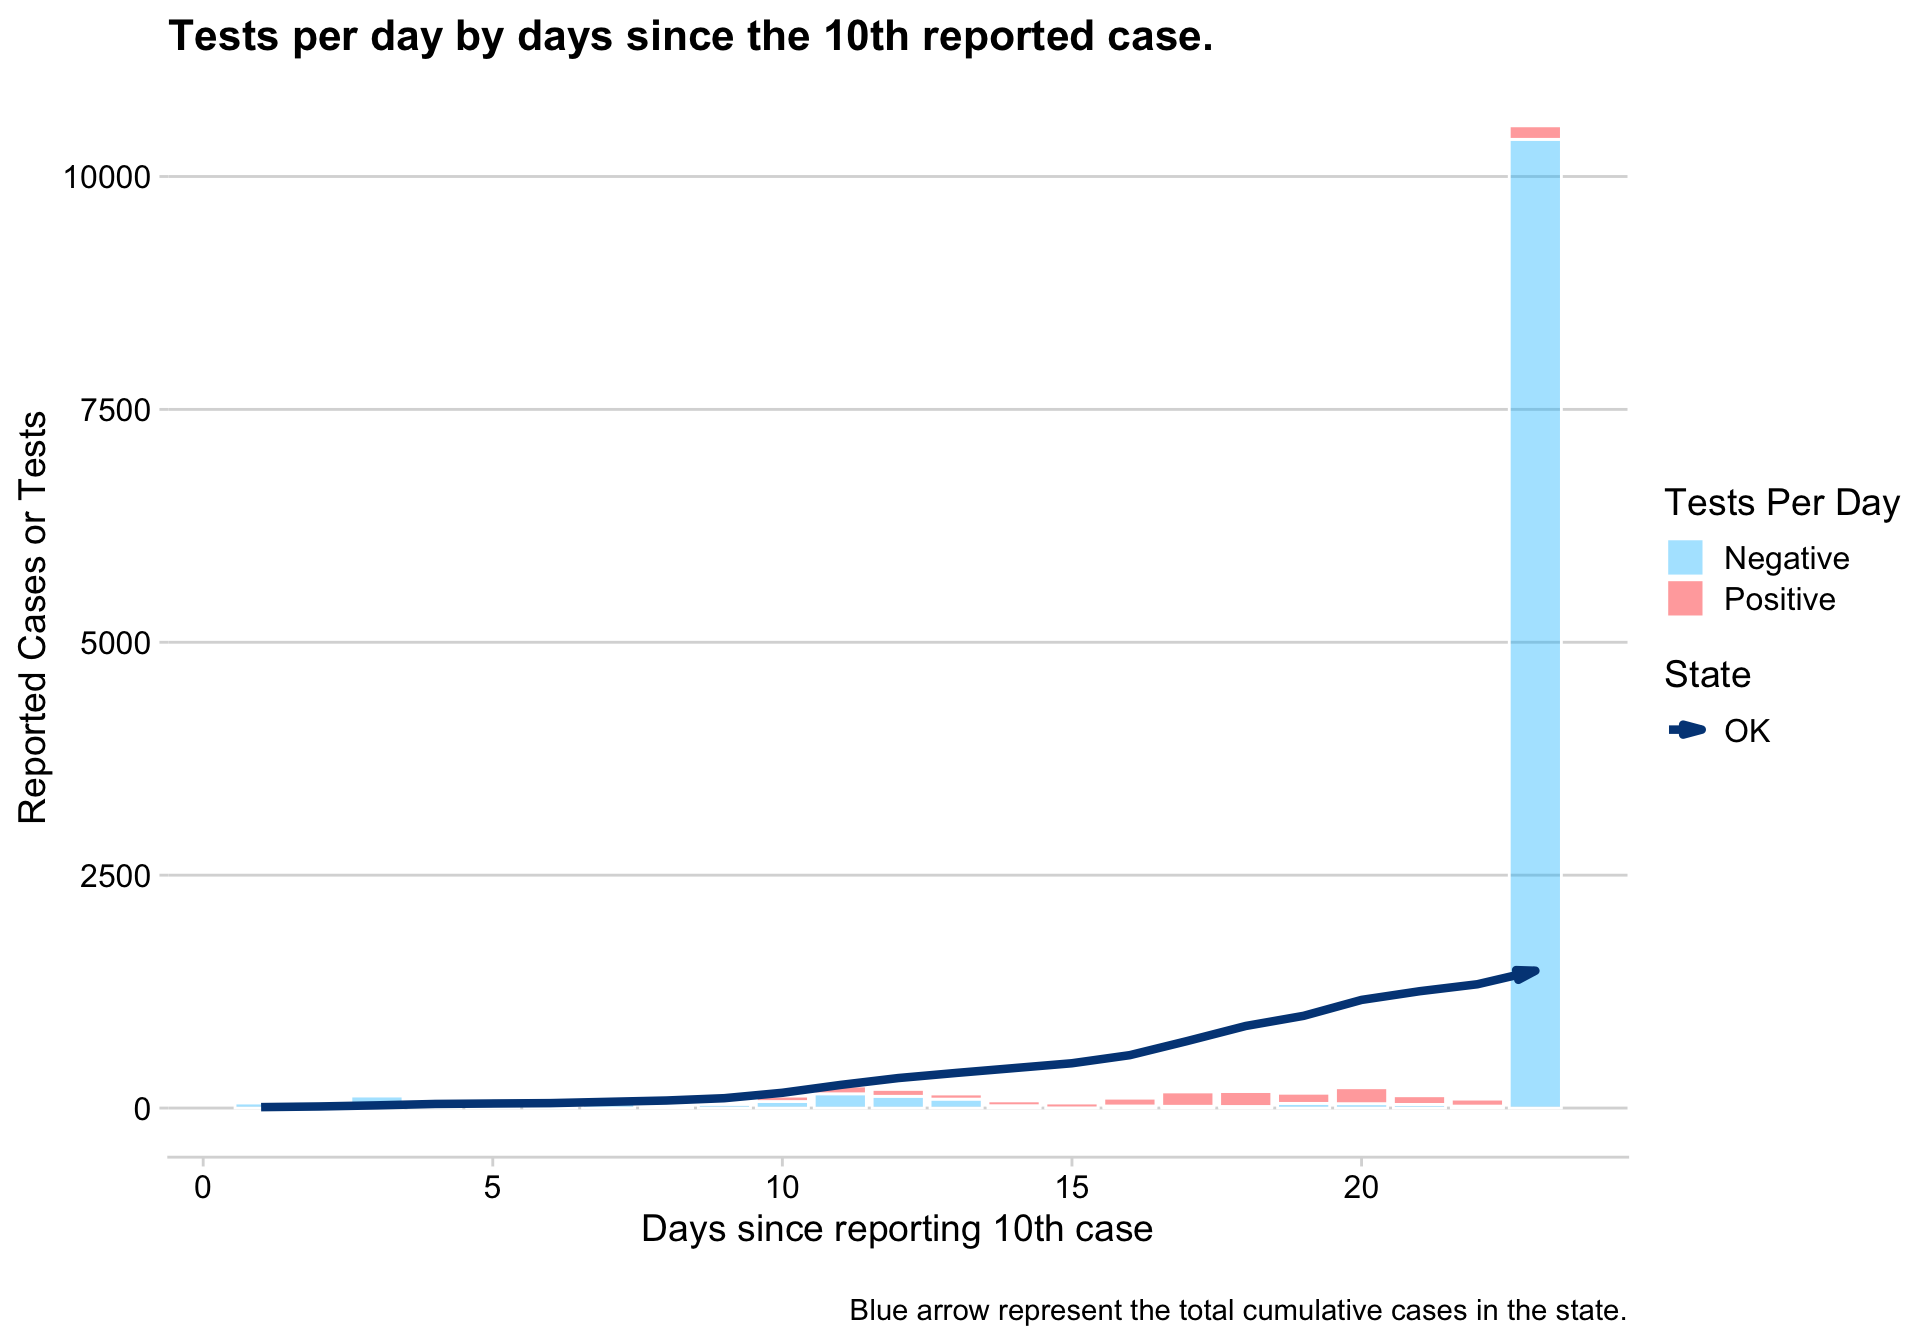 Tests per day by days since the 10th reported case.
10000
7500
5000
2500
0
Reported Cases or Tests
0 5 10 15 20
Days since reporting 10th case
Tests Per Day
Negative
Positive
State
OK
Blue arrow represent the total cumulative cases in the state.